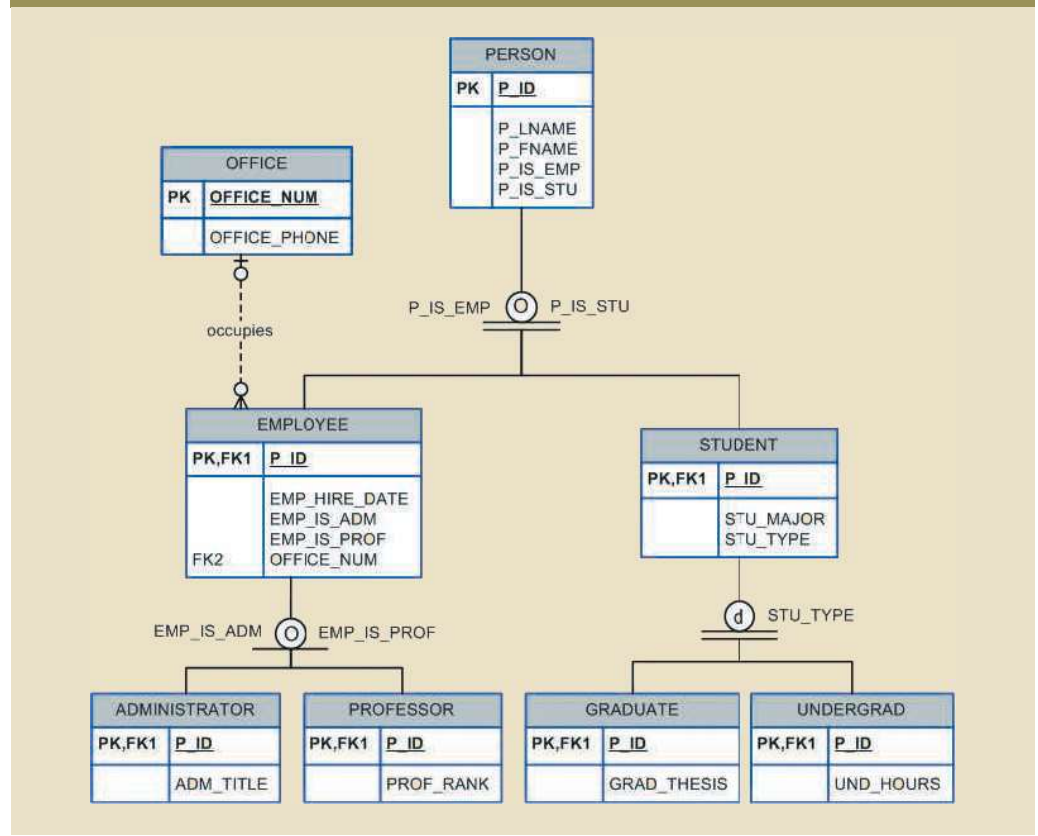 PERSON
PK P_ID
P_LNAME
P_FNAME
P_IS_EMP
P_IS_STU
OFFICE
PK OFFICE_NUM
OFFICE_PHONE
occupies
P_IS_EMP O P_IS_STU
EMPLOYEE
PK,FK1 P_ID
EMP_HIRE_DATE
EMP_IS_ADM
EMP_IS_PROF
FK2 OFFICE_NUM
STUDENT
PK,FK1 P_ID
STU_MAJOR
STU_TYPE
EMP_IS_ADM O EMP_IS_PROF
d STU_TYPE
ADMINISTRATOR
PK,FK1 P_ID
ADM_TITLE
PROFESSOR
PK,FK1 P_ID
PROF_RANK
GRADUATE
PK,FK1 P_ID
GRAD_THESIS
UNDERGRAD
PK,FK1 P_ID
UND_HOURS